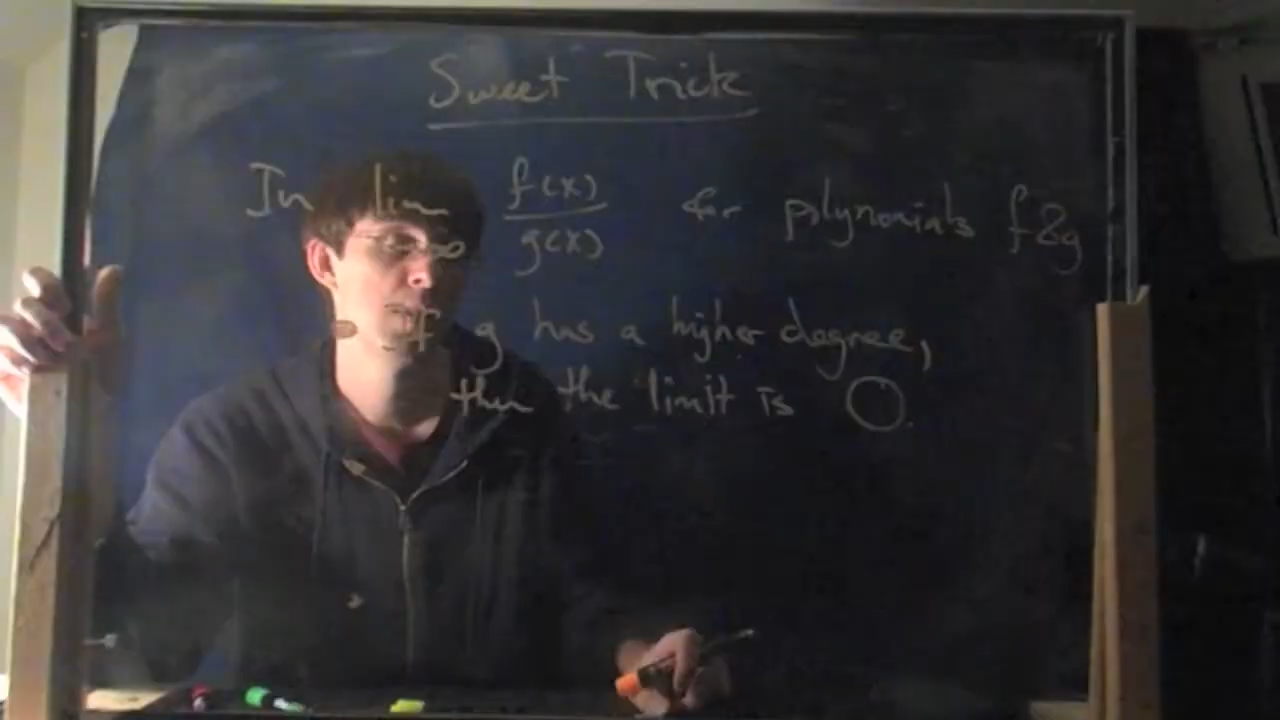 Sweet Trick
In lim f(x)/g(x) for polynomials f & g
∞
- If g has a higher degree,
then the limit is 0.